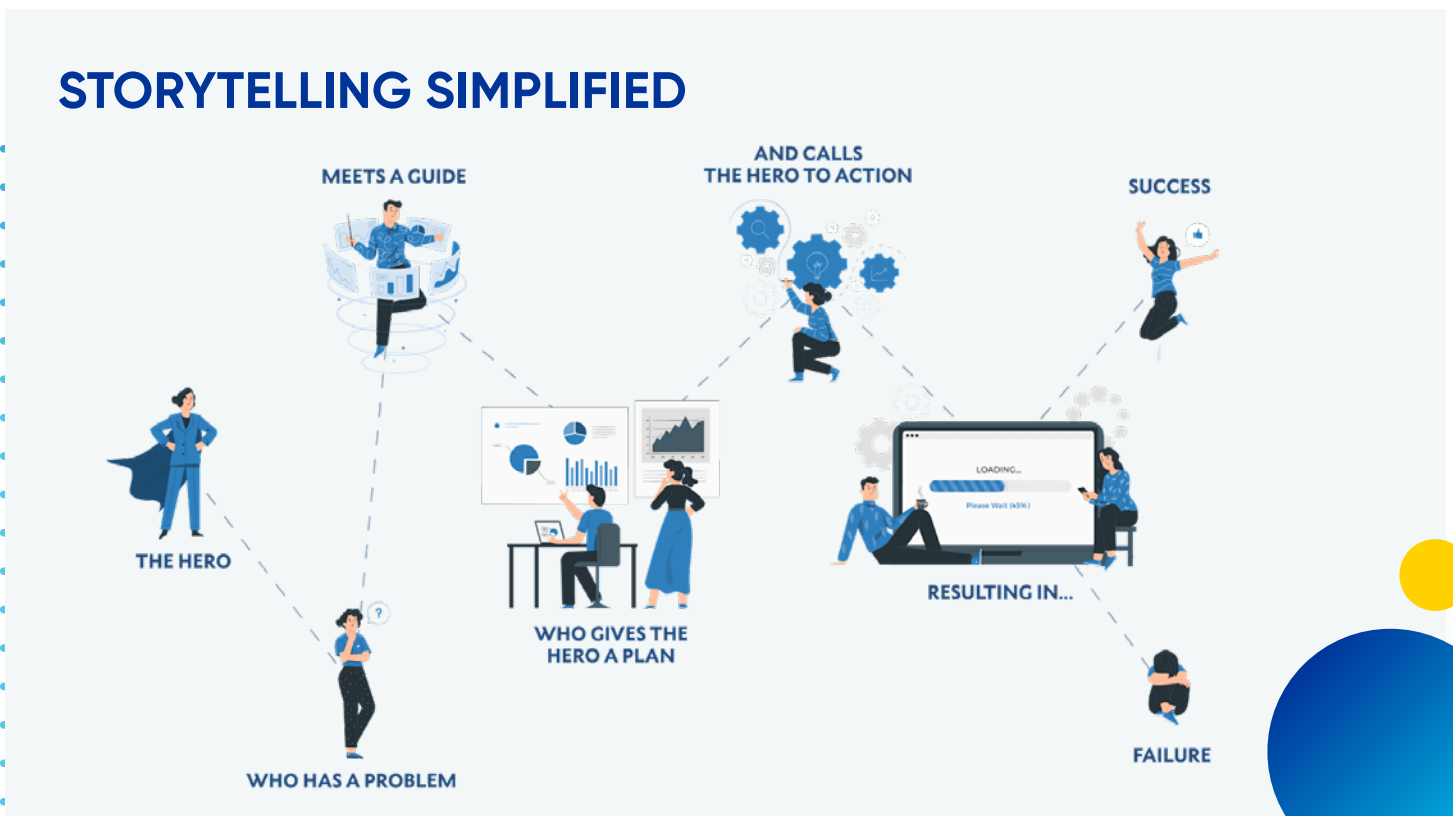 STORYTELLING SIMPLIFIED
THE HERO
WHO HAS A PROBLEM
?
MEETS A GUIDE
WHO GIVES THE
HERO A PLAN
AND CALLS
THE HERO TO ACTION
LOADING...
Please Wait (45%)
RESULTING IN...
SUCCESS
FAILURE